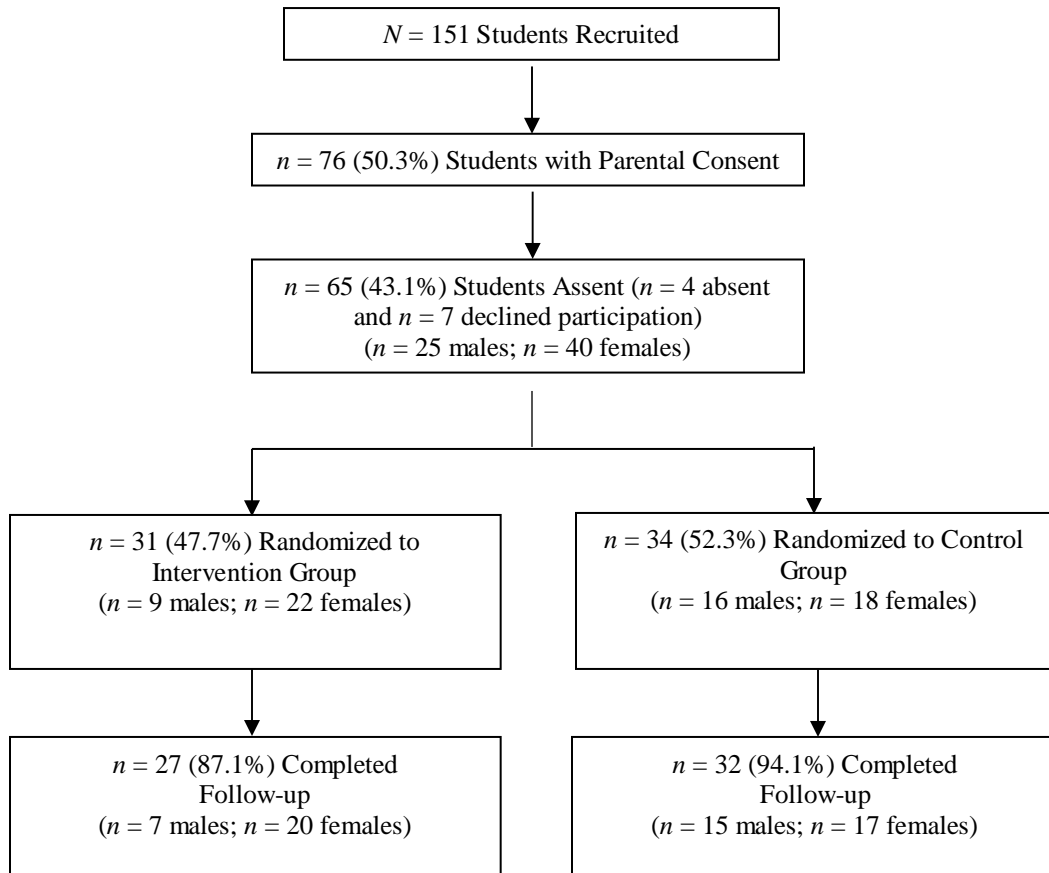 N = 151 Students Recruited
n = 76 (50.3%) Students with Parental Consent
n = 65 (43.1%) Students Assent (n = 4 absent
and n = 7 declined participation)
(n = 25 males; n = 40 females)
n = 31 (47.7%) Randomized to
Intervention Group
(n = 9 males; n = 22 females)
n = 34 (52.3%) Randomized to Control
Group
(n = 16 males; n = 18 females)
n = 27 (87.1%) Completed
Follow-up
(n = 7 males; n = 20 females)
n = 32 (94.1%) Completed
Follow-up
(n = 15 males; n = 17 females)